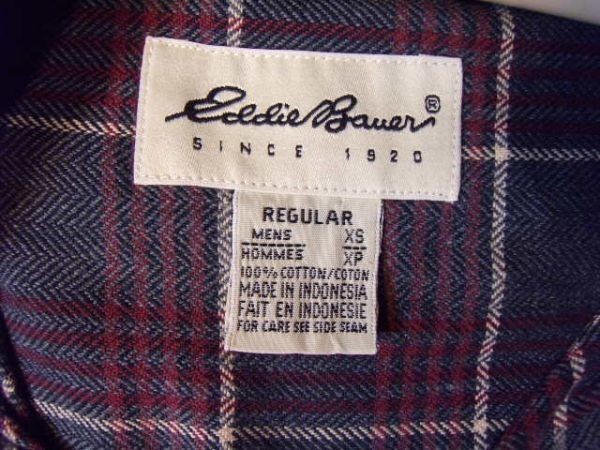 Eddie Bauer ®
SINCE 1920
REGULAR
MENS XS
HOMMES XP
100% COTTON/COTON
MADE IN INDONESIA
FAIT EN INDONESIE
FOR CARE SEE SIDE SEAM